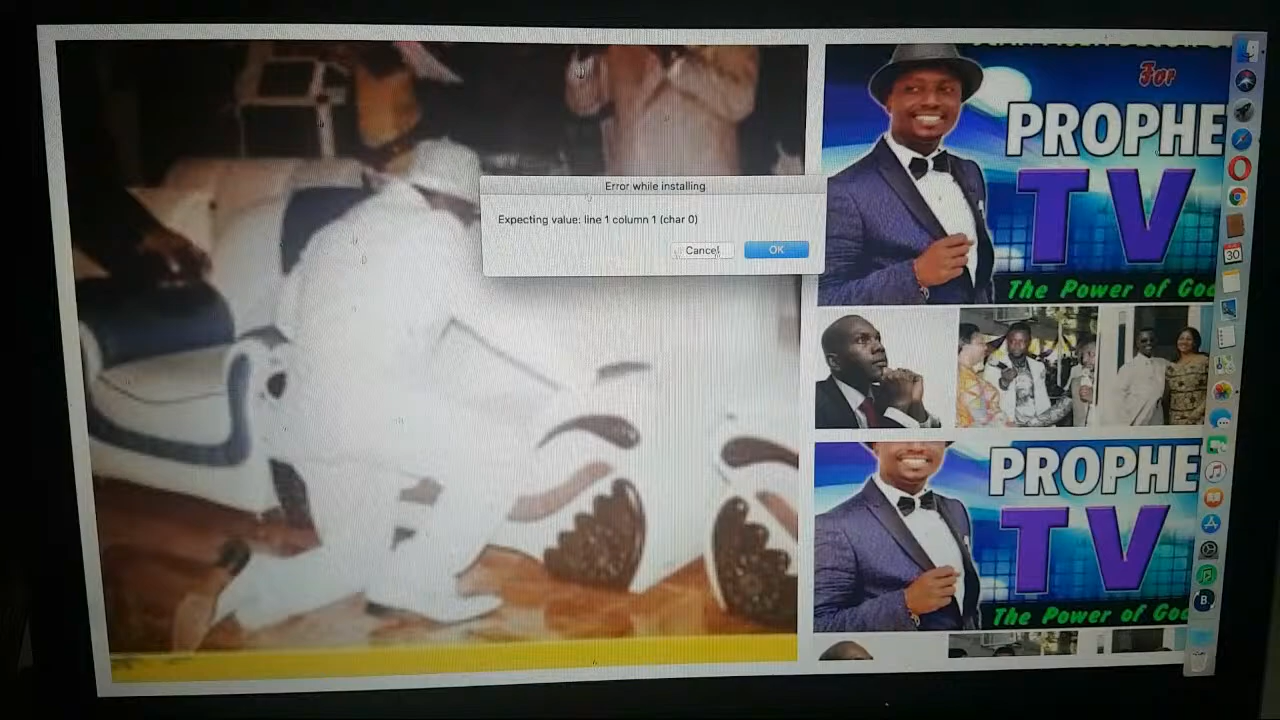 Error while installing
Expecting value: line 1 column 1 (char 0)
Cancel
OK
For
PROPHE
TV
The Power of God
30
PROPHE
TV
The Power of God
B